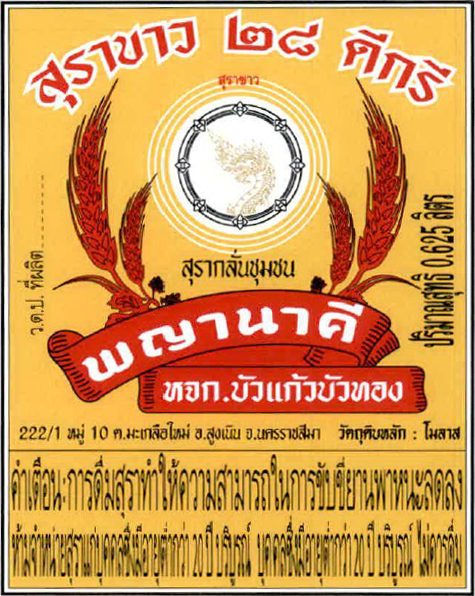 สุราขาว ๒๘ ดีกรี
สุราขาว
ว.ด.ป. ที่ผลิต
ปริมาณสุทธิ 0.625 ลิตร
สุรากลั่นชุมชน
พญานาคี
หจก.บัวแก้วบัวทอง
222/1 หมู่ 10 ต.มะเกลือใหม่ อ.สูงเนิน จ.นครราชสีมา วัตถุดิบหลัก : โมลาส
คำเตือน:การดื่มสุราทำให้ความสามารถในการขับขี่ยานพาหนะลดลง
ห้ามจำหน่ายสุราแก่บุคคลซึ่งมีอายุต่ำกว่า 20 ปี บริบูรณ์ บุคคลซึ่งมีอายุต่ำกว่า 20 ปี บริบูรณ์ ไม่ควรดื่ม